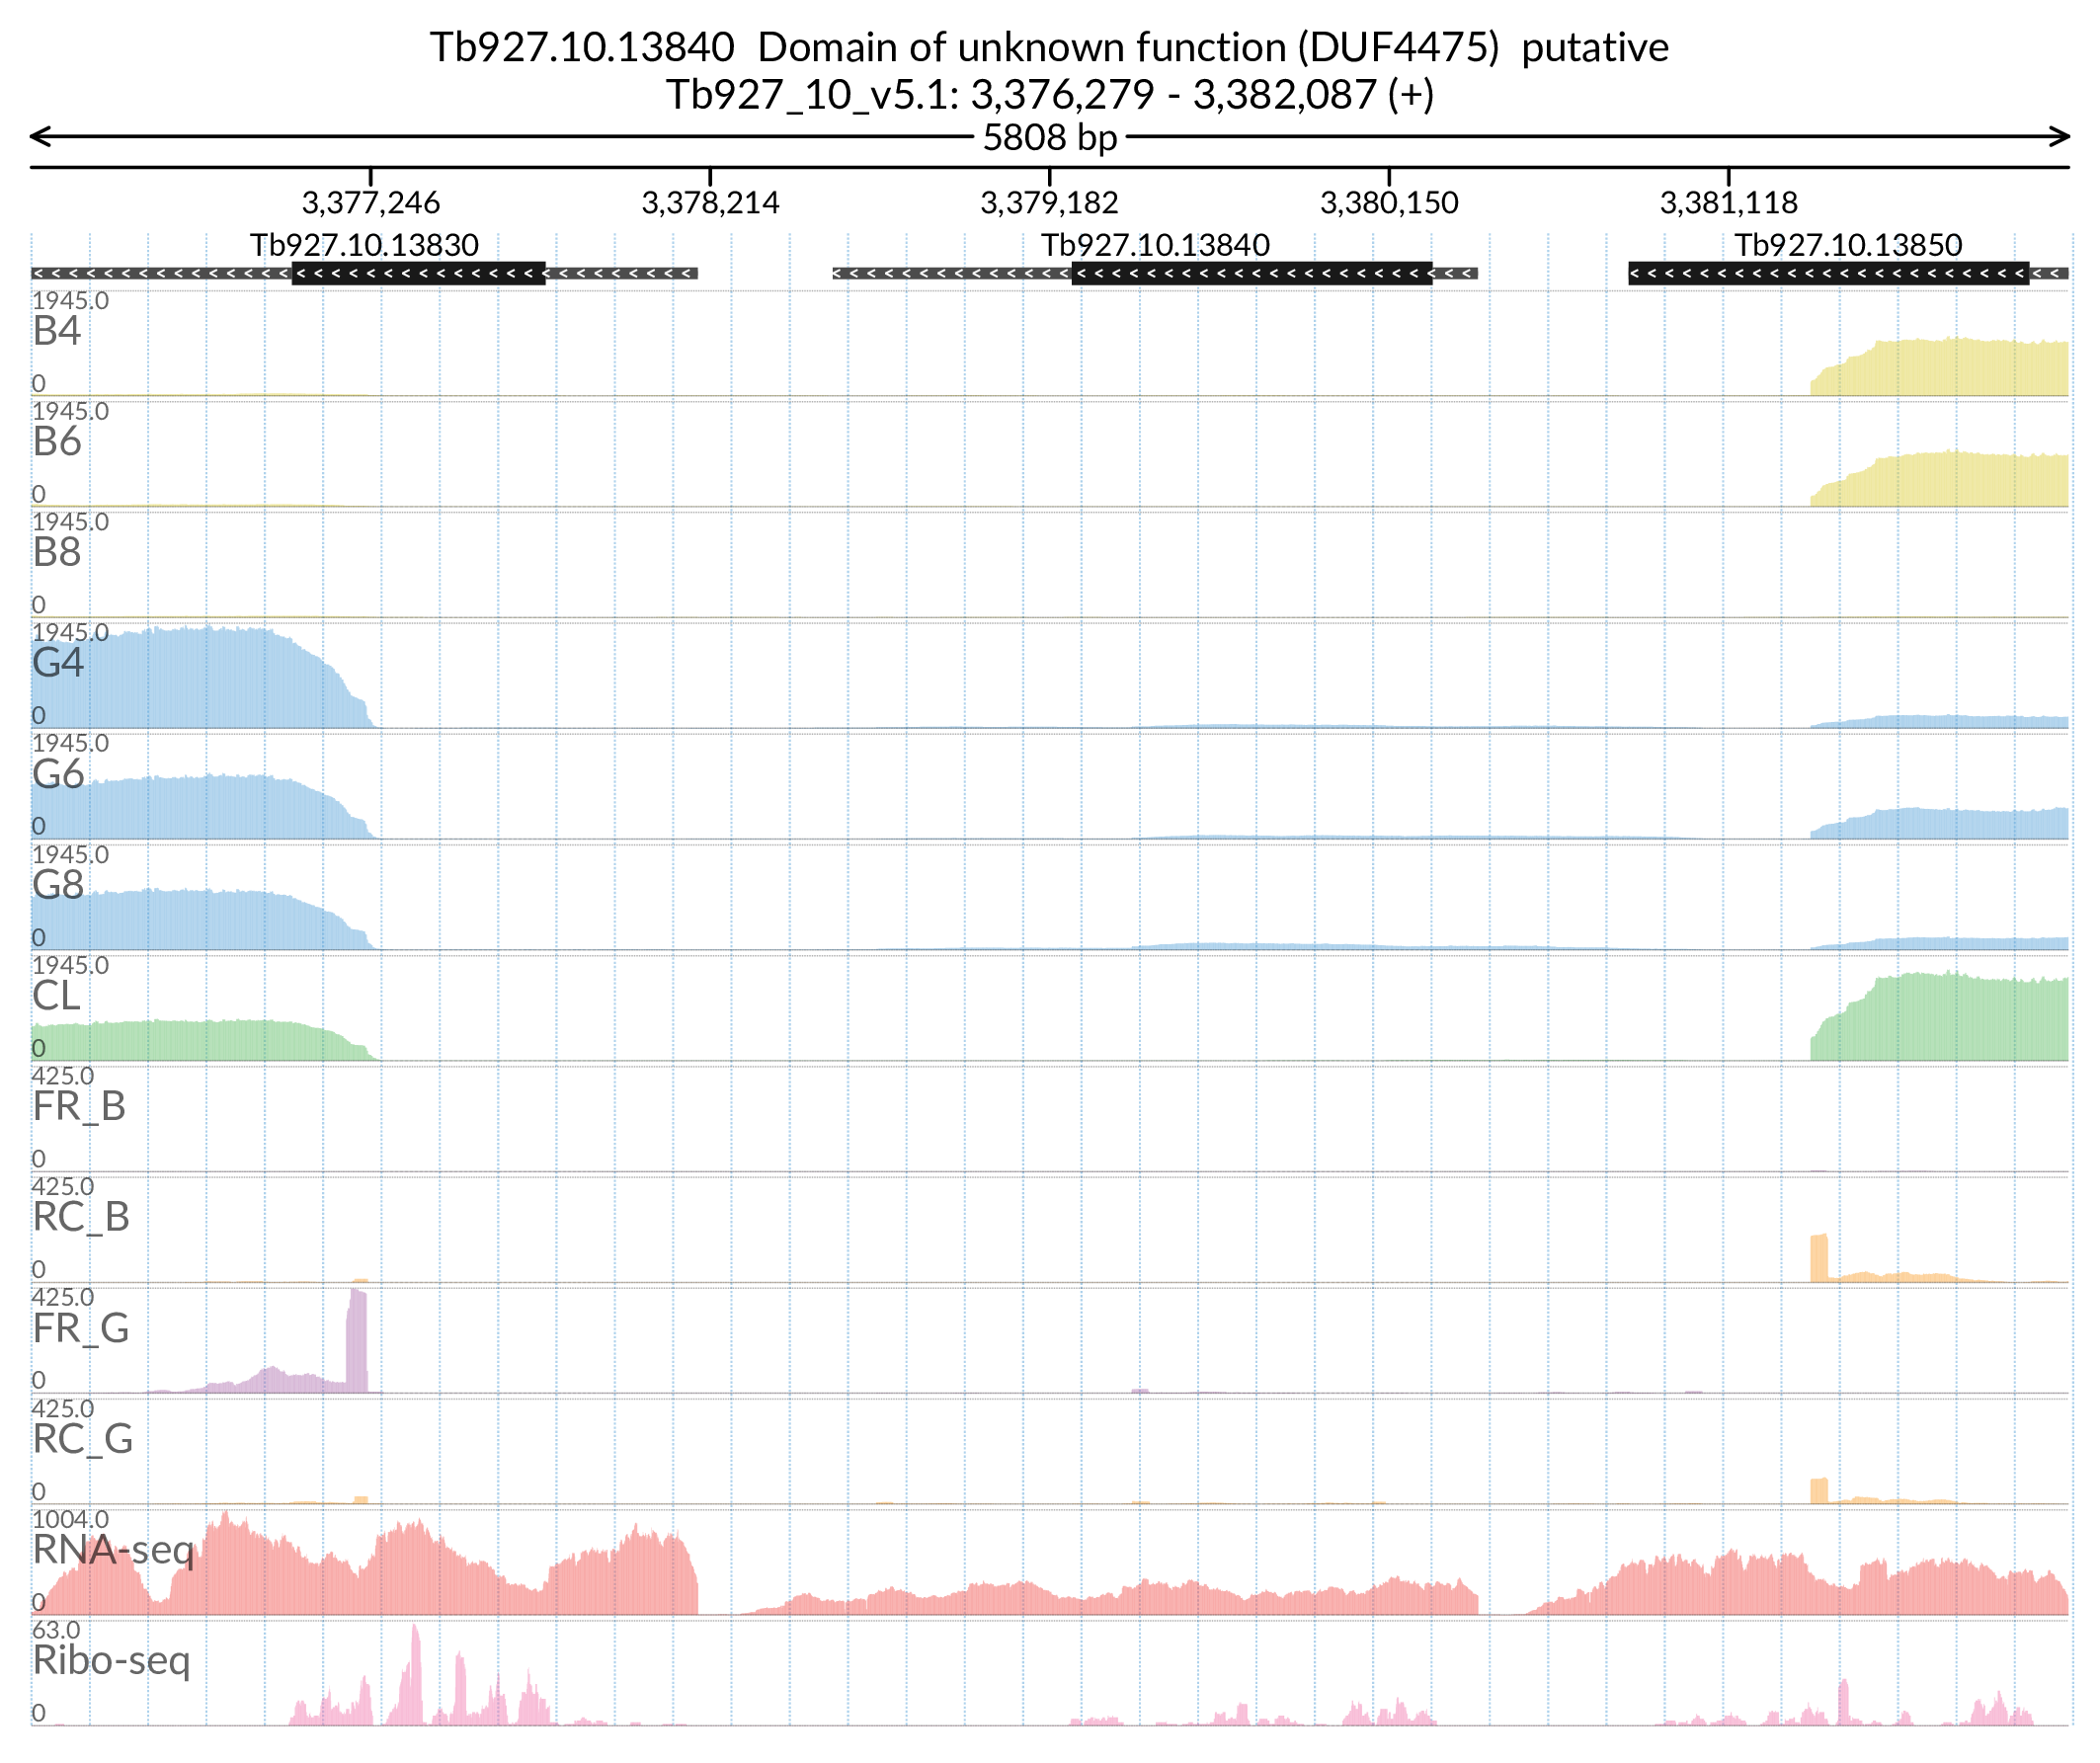 Tb927.10.13840 Domain of unknown function (DUF4475) putative
Tb927_10_v5.1: 3,376,279 - 3,382,087 (+)
5808 bp
3,377,246 3,378,214 3,379,182 3,380,150 3,381,118
Tb927.10.13830 Tb927.10.13840 Tb927.10.13850
1945.0
B4
0
1945.0
B6
0
1945.0
B8
0
1945.0
G4
0
1945.0
G6
0
1945.0
G8
0
1945.0
CL
0
425.0
FR_B
0
425.0
RC_B
0
425.0
FR_G
0
425.0
RC_G
0
1004.0
RNA-seq
0
63.0
Ribo-seq
0